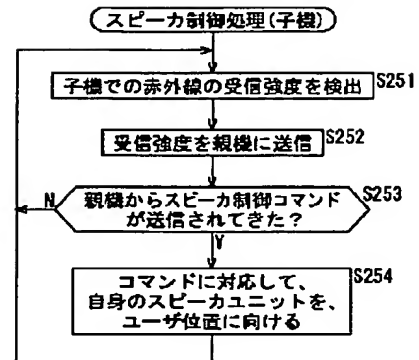 スピーカ制御処理(子機)
子機での赤外線の受信強度を検出
S251
受信強度を親機に送信
S252
親機からスピーカ制御コマンド
が送信されてきた?
S253
N
Y
コマンドに対応して、
自身のスピーカユニットを、
ユーザ位置に向ける
S254